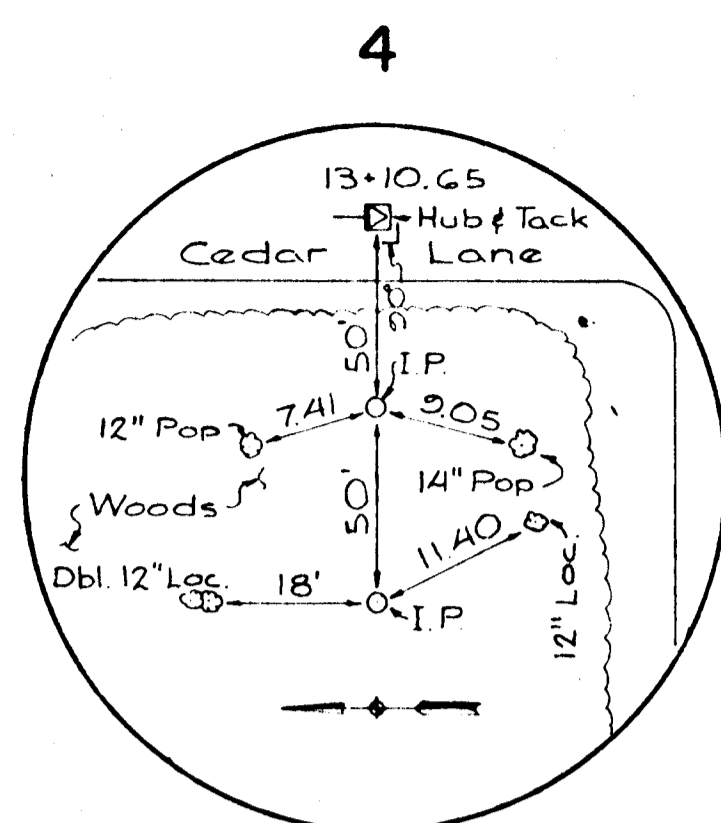 4
13+10.65
Hub & Tack
Cedar Lane
90°
50'
I.P.
7.41
9.05
12" Pop
14" Pop
50'
Woods
11.40
Dbl. 12" Loc.
18'
12" Loc.
I.P.